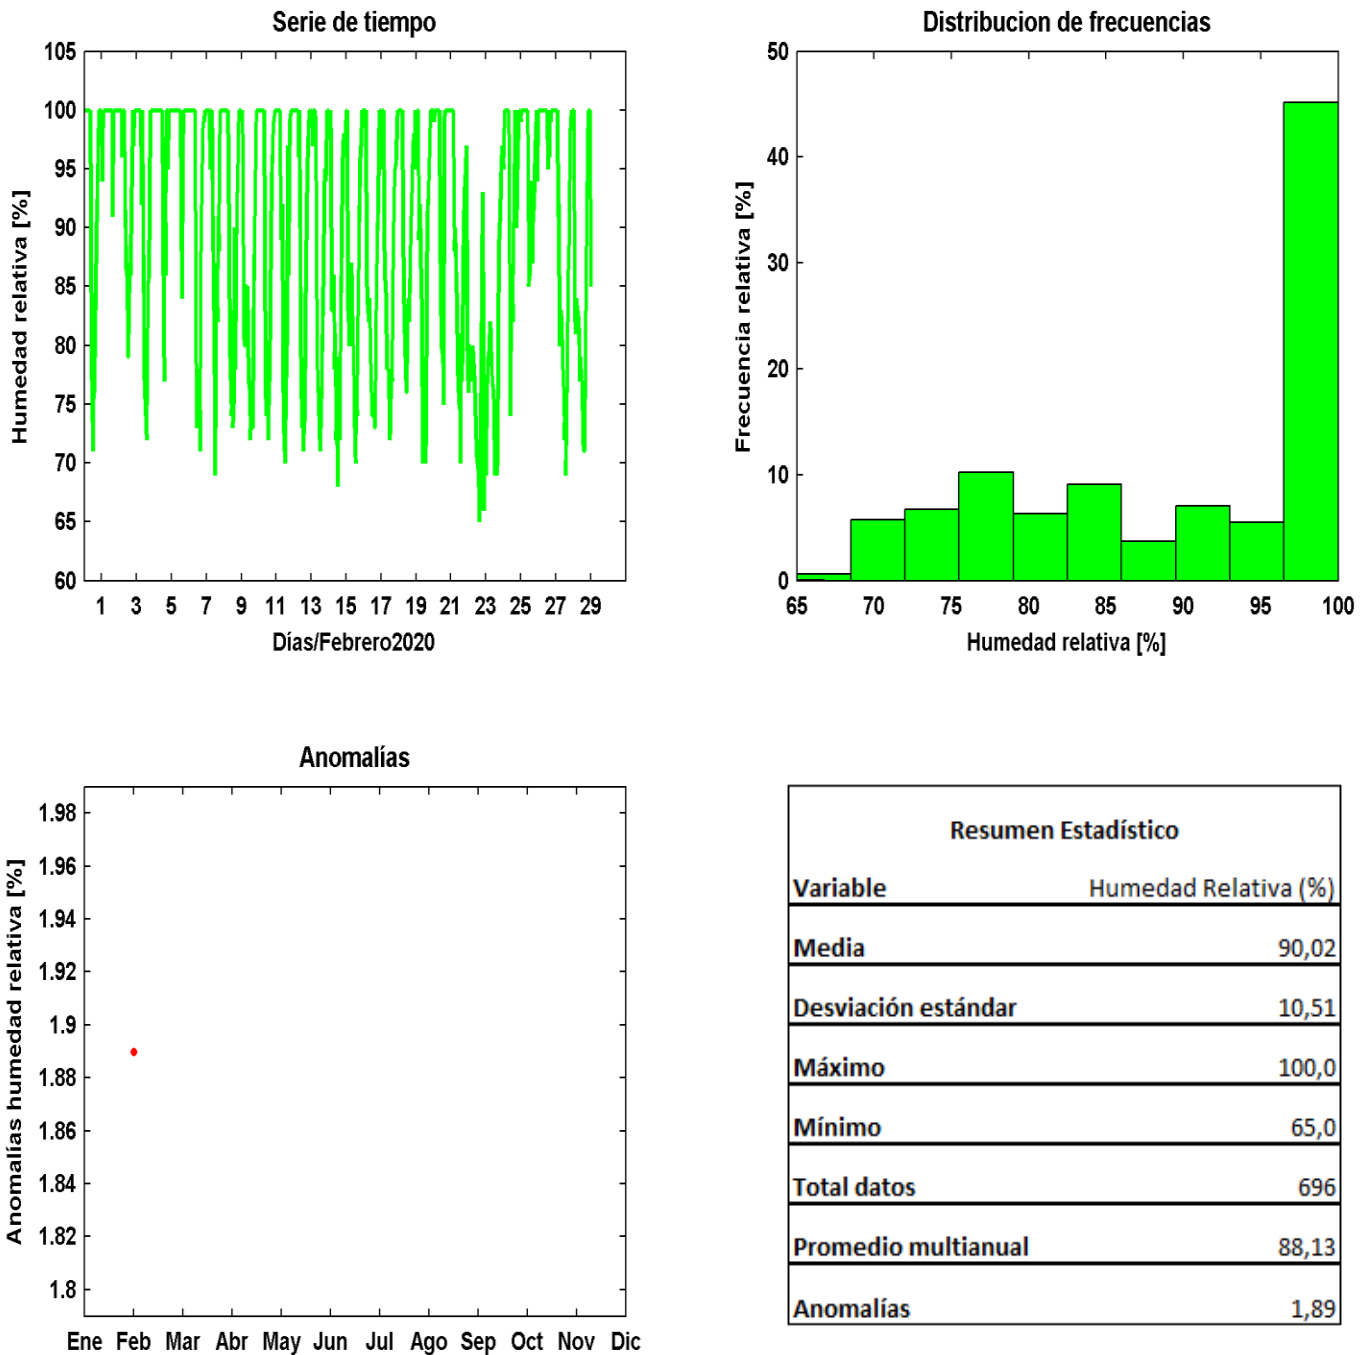 Serie de tiempo
105
100
95
90
85
80
75
70
65
60
Humedad relativa [%]
1 3 5 7 9 11 13 15 17 19 21 23 25 27 29
Días/Febrero2020
Distribucion de frecuencias
50
40
30
20
10
0
Frecuencia relativa [%]
65 70 75 80 85 90 95 100
Humedad relativa [%]
Anomalías
1.98
1.96
1.94
1.92
1.9
1.88
1.86
1.84
1.82
1.8
Anomalías humedad relativa [%]
Ene Feb Mar Abr May Jun Jul Ago Sep Oct Nov Dic
Resumen Estadístico
Variable Humedad Relativa (%)
Media 90,02
Desviación estándar 10,51
Máximo 100,0
Mínimo 65,0
Total datos 696
Promedio multianual 88,13
Anomalías 1,89